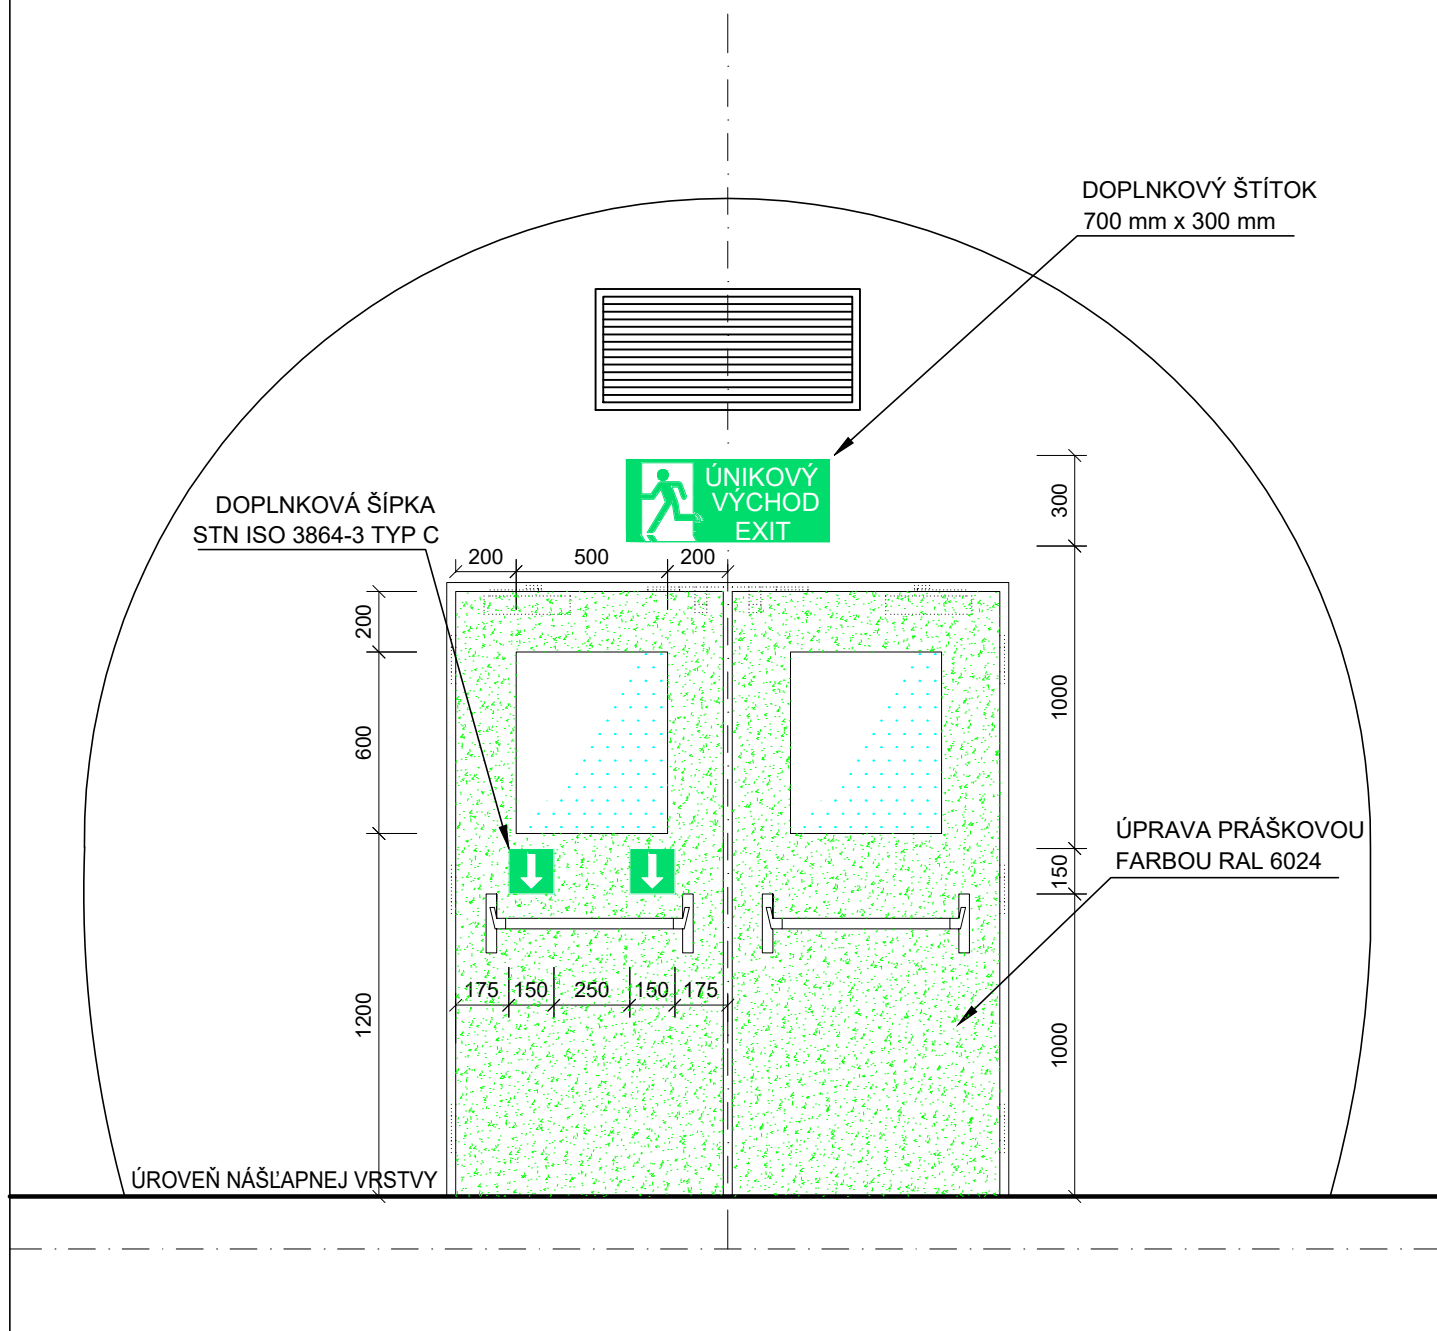 DOPLNKOVÝ ŠTÍTOK
700 mm x 300 mm
ÚNIKOVÝ
VÝCHOD
EXIT
DOPLNKOVÁ ŠÍPKA
STN ISO 3864-3 TYP C
200 500 200
300
200
1000
600
ÚPRAVA PRÁŠKOVOU
FARBOU RAL 6024
150
175 150 250 150 175
1200
1000
ÚROVEŇ NÁŠĽAPNEJ VRSTVY